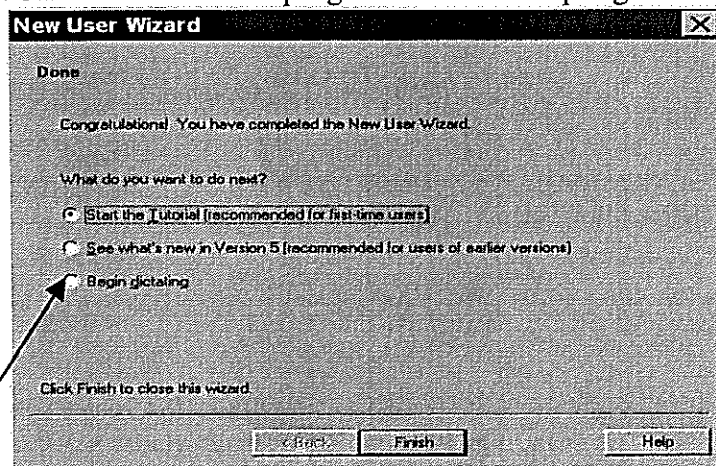 New User Wizard
Done
Congratulations! You have completed the New User Wizard.
What do you want to do next?
Start the Tutorial (recommended for first-time users)
See what's new in Version 5 (recommended for users of earlier versions)
Begin dictating
Click Finish to close this wizard.
< Back Finish Help